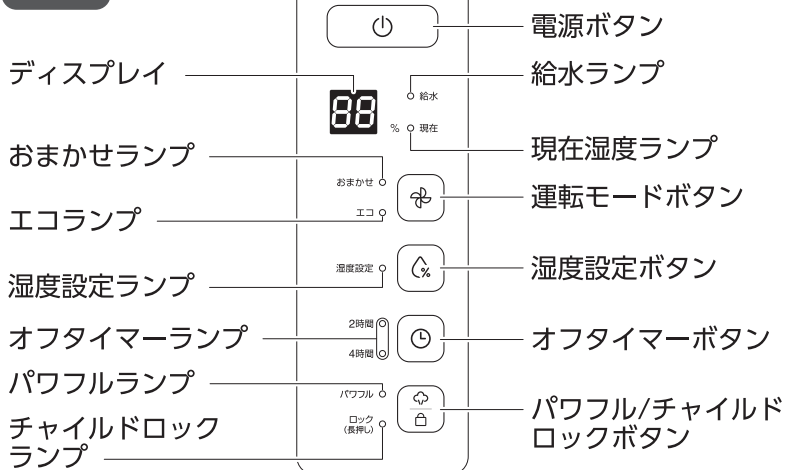 電源ボタン
ディスプレイ
給水ランプ
88
給水
% 現在
現在湿度ランプ
おまかせランプ
おまかせ
運転モードボタン
エコランプ
エコ
湿度設定ランプ
湿度設定
%
湿度設定ボタン
オフタイマーランプ
2時間
4時間
オフタイマーボタン
パワフルランプ
パワフル
チャイルドロック
ランプ
ロック
(長押し)
パワフル/チャイルド
ロックボタン